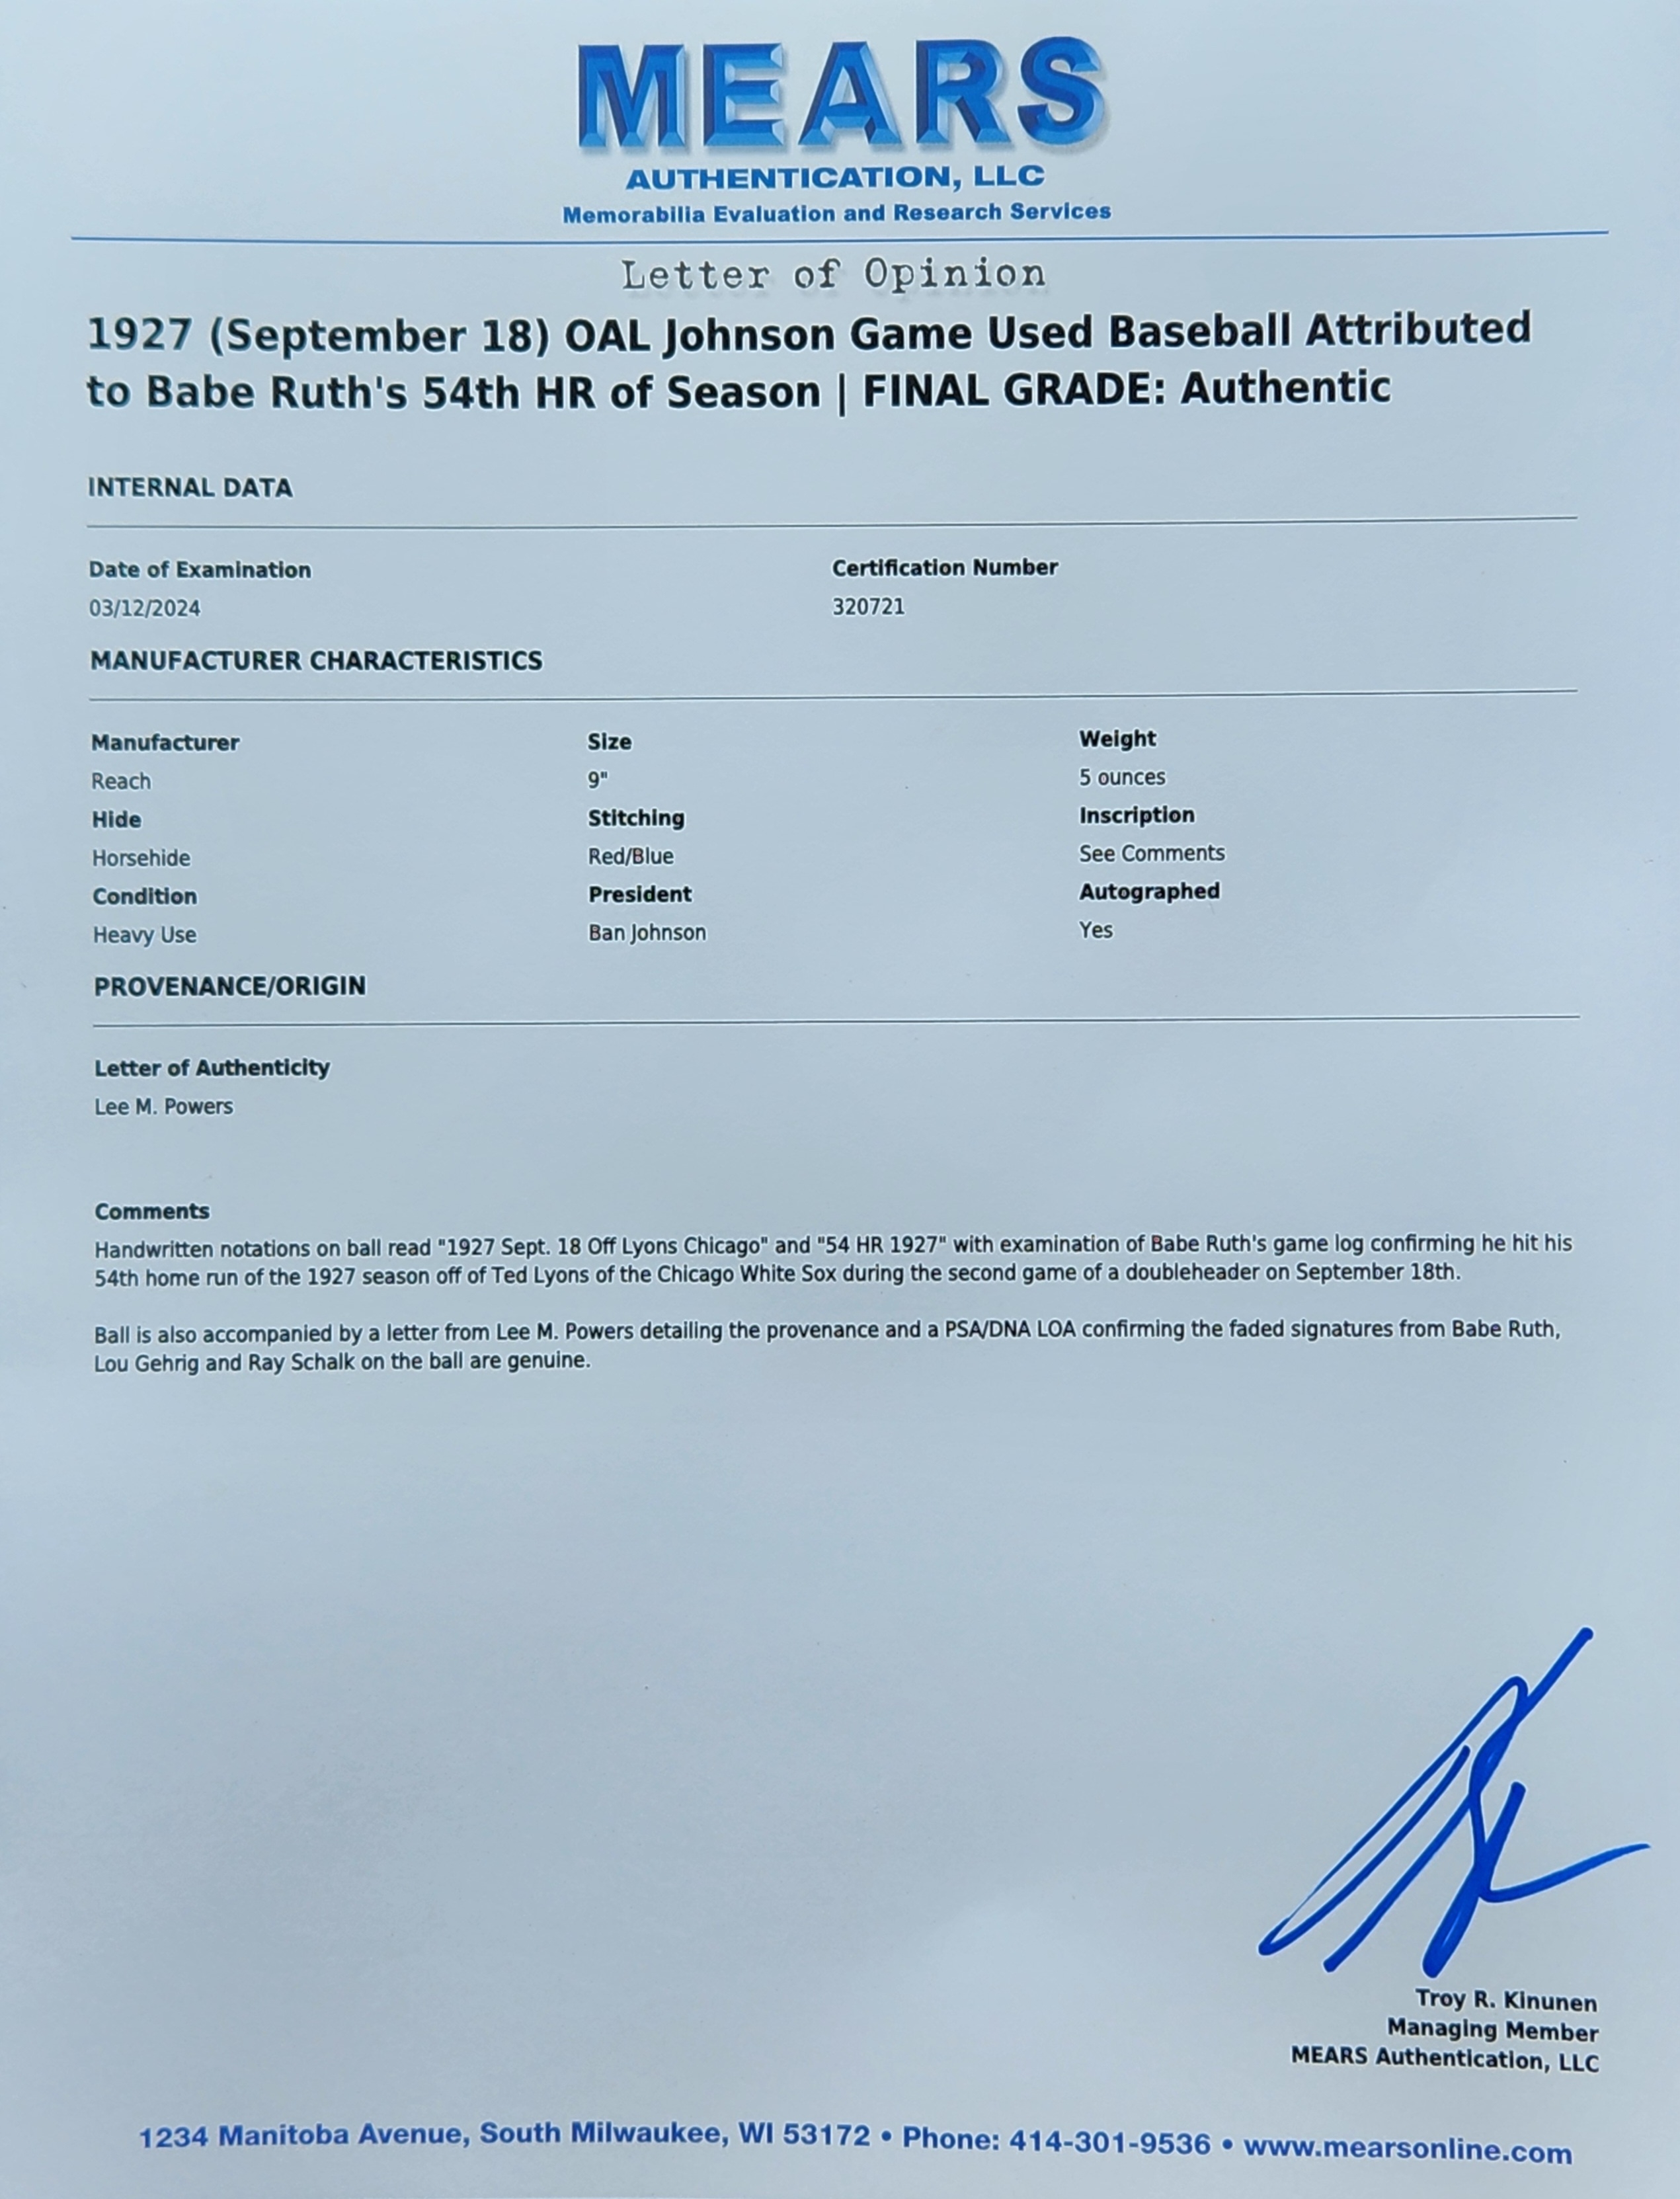 MEARS
AUTHENTICATION, LLC
Memorabilia Evaluation and Research Services
Letter of Opinion
1927 (September 18) OAL Johnson Game Used Baseball Attributed
to Babe Ruth's 54th HR of Season | FINAL GRADE: Authentic
INTERNAL DATA
Date of Examination Certification Number
03/12/2024 320721
MANUFACTURER CHARACTERISTICS
Manufacturer Size Weight
Reach 9" 5 ounces
Hide Stitching Inscription
Horsehide Red/Blue See Comments
Condition President Autographed
Heavy Use Ban Johnson Yes
PROVENANCE/ORIGIN
Letter of Authenticity
Lee M. Powers
Comments
Handwritten notations on ball read "1927 Sept. 18 Off Lyons Chicago" and "54 HR 1927" with examination of Babe Ruth's game log confirming he hit his
54th home run of the 1927 season off of Ted Lyons of the Chicago White Sox during the second game of a doubleheader on September 18th.
Ball is also accompanied by a letter from Lee M. Powers detailing the provenance and a PSA/DNA LOA confirming the faded signatures from Babe Ruth,
Lou Gehrig and Ray Schalk on the ball are genuine.
Troy R. Kinunen
Managing Member
MEARS Authentication, LLC
1234 Manitoba Avenue, South Milwaukee, WI 53172 • Phone: 414-301-9536 • www.mearsonline.com